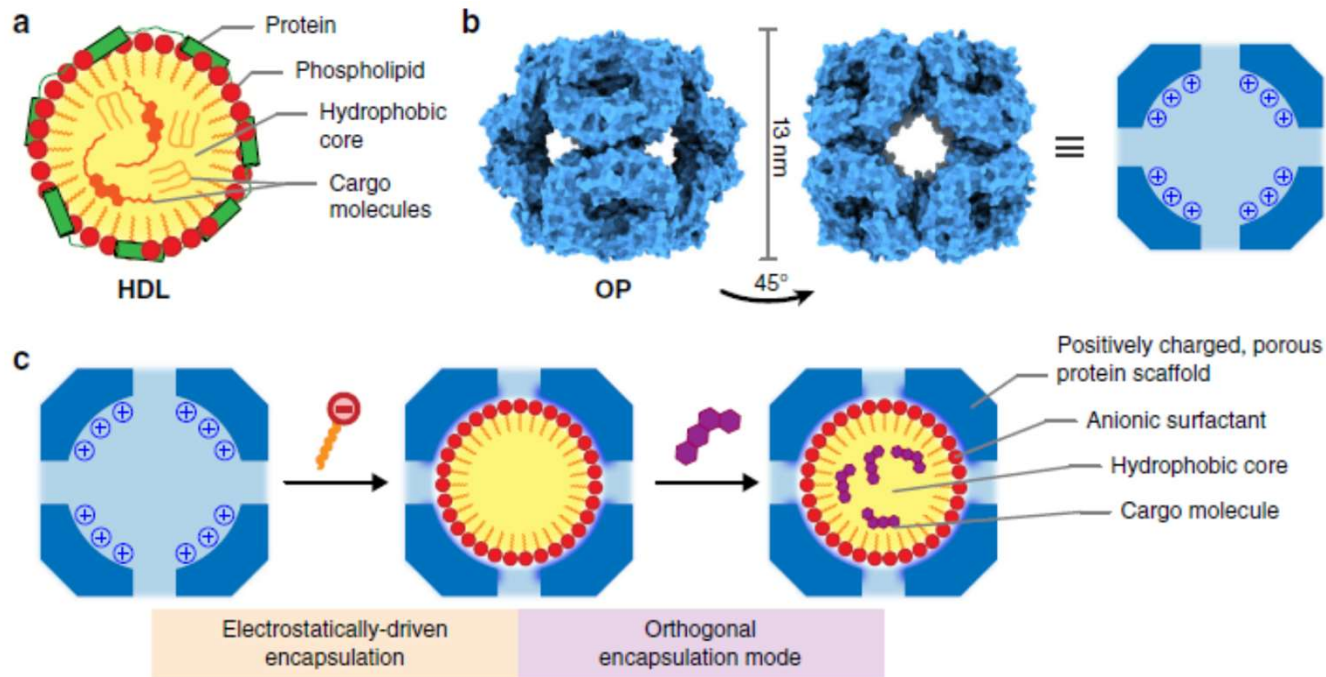 a
Protein
Phospholipid
Hydrophobic
core
Cargo
molecules
HDL
b
13 nm
OP
45°
≡
+ + +
+ + +
+ + +
+ + +
c
+ + +
+ + +
+ + +
+ + +
−
Positively charged, porous
protein scaffold
Anionic surfactant
Hydrophobic core
Cargo molecule
Electrostatically-driven
encapsulation
Orthogonal
encapsulation mode